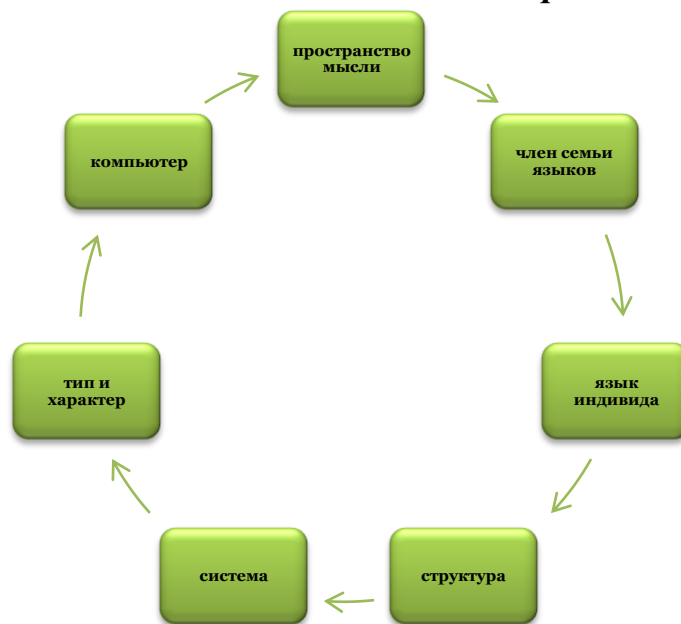 пространство
мысли
член семьи
языков
язык
индивида
структура
система
тип и
характер
компьютер